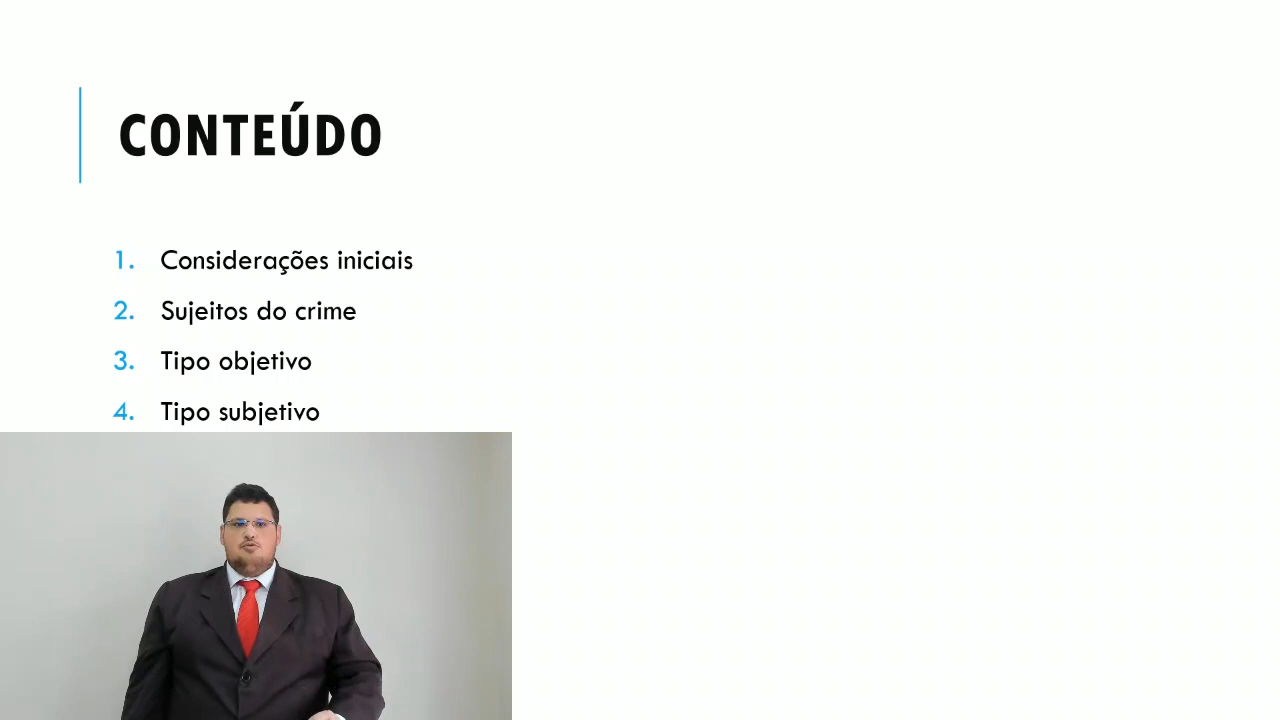 CONTEÚDO
1. Considerações iniciais
2. Sujeitos do crime
3. Tipo objetivo
4. Tipo subjetivo